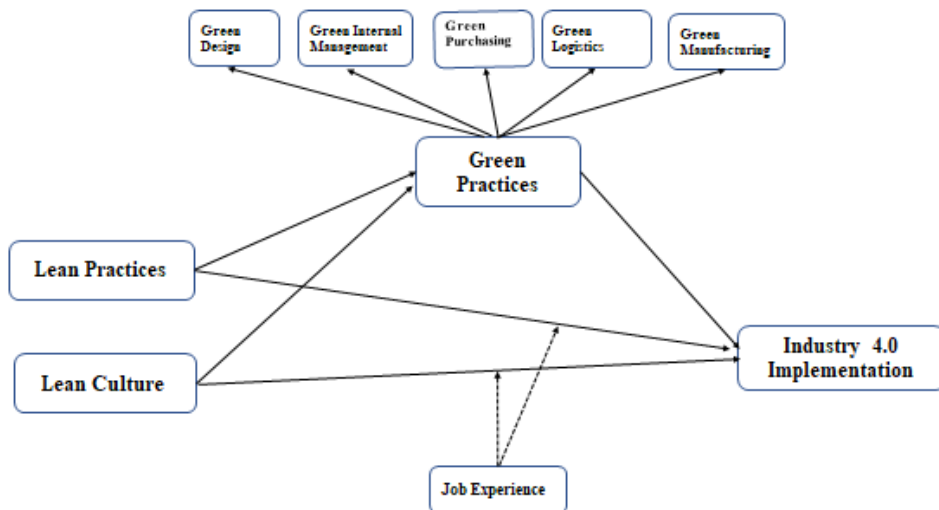 Green
Design
Green Internal
Management
Green
Purchasing
Green
Logistics
Green
Manufacturing
Green
Practices
Lean Practices
Lean Culture
Industry 4.0
Implementation
Job Experience